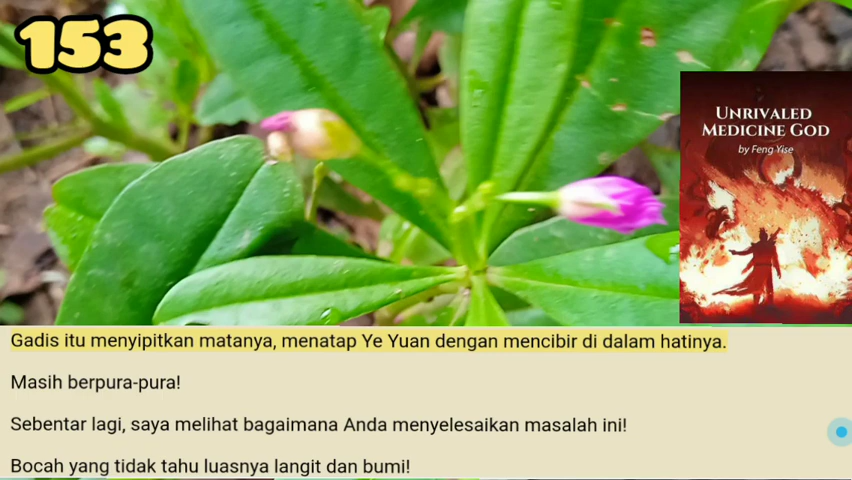 153
UNRIVALED
MEDICINE GOD
by Feng Yise
Gadis itu menyipitkan matanya, menatap Ye Yuan dengan mencibir di dalam hatinya.
Masih berpura-pura!
Sebentar lagi, saya melihat bagaimana Anda menyelesaikan masalah ini!
Bocah yang tidak tahu luasnya langit dan bumi!